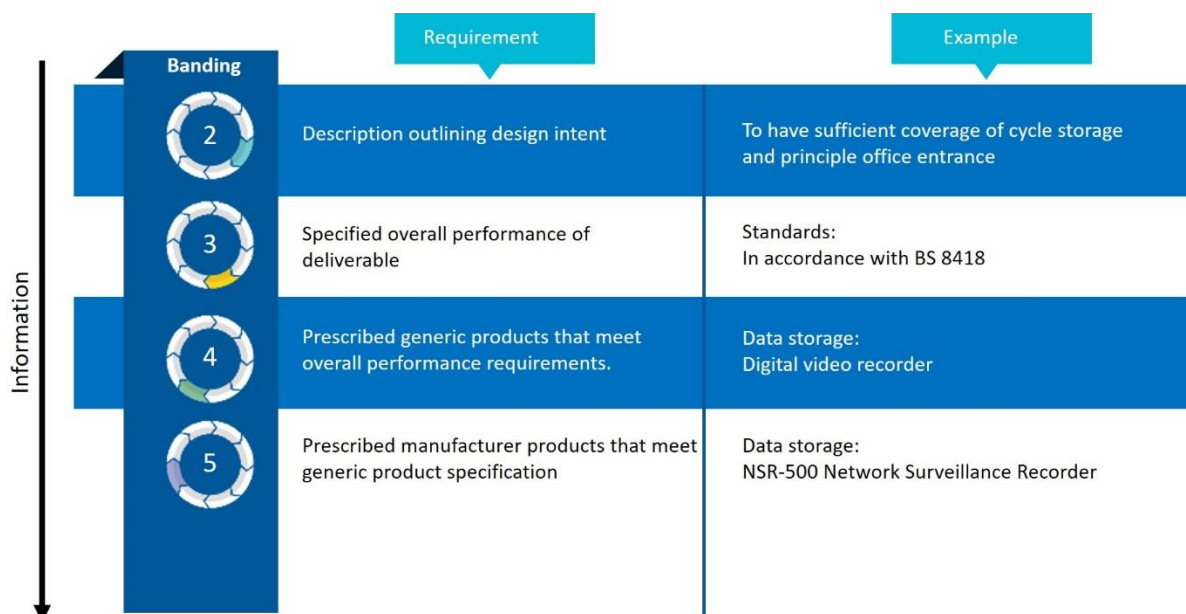 Requirement
Example
Banding
Information
2
Description outlining design intent
To have sufficient coverage of cycle storage
and principle office entrance
3
Specified overall performance of
deliverable
Standards:
In accordance with BS 8418
4
Prescribed generic products that meet
overall performance requirements.
Data storage:
Digital video recorder
5
Prescribed manufacturer products that meet
generic product specification
Data storage:
NSR-500 Network Surveillance Recorder